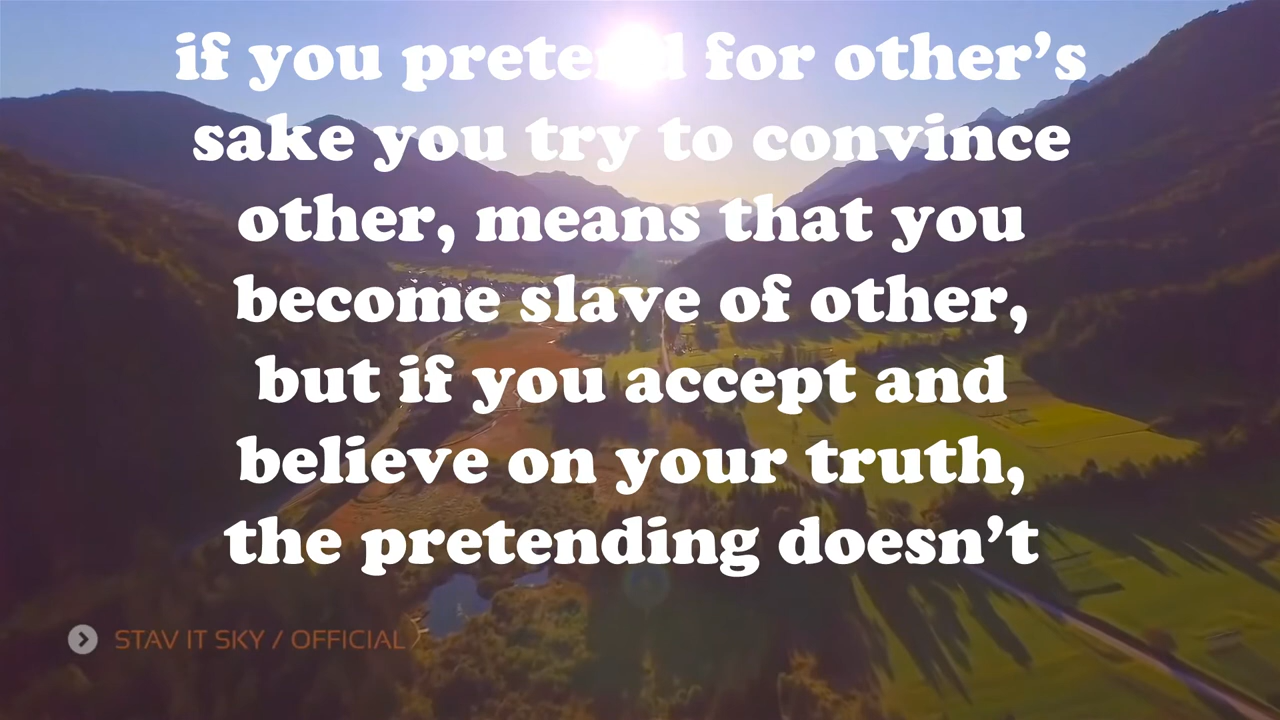 if you pretend for other’s
sake you try to convince
other, means that you
become slave of other,
but if you accept and
believe on your truth,
the pretending doesn’t
STAV IT SKY / OFFICIAL